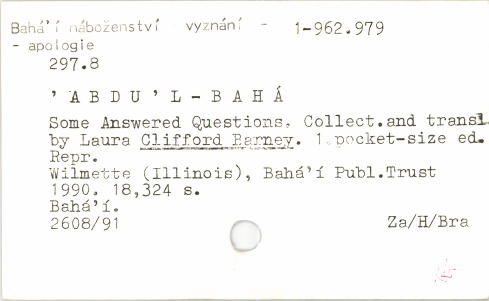 Bahá'í náboženství - vyznání - 1-962.979
- apologie
297.8
'ABDU'L-BAHÁ
Some Answered Questions. Collect.and transl.
by Laura Clifford Barney. 1.pocket-size ed.
Repr.
Wilmette (Illinois), Bahá'í Publ.Trust
1990. 18,324 s.
Bahá'í.
2608/91 Za/H/Bra